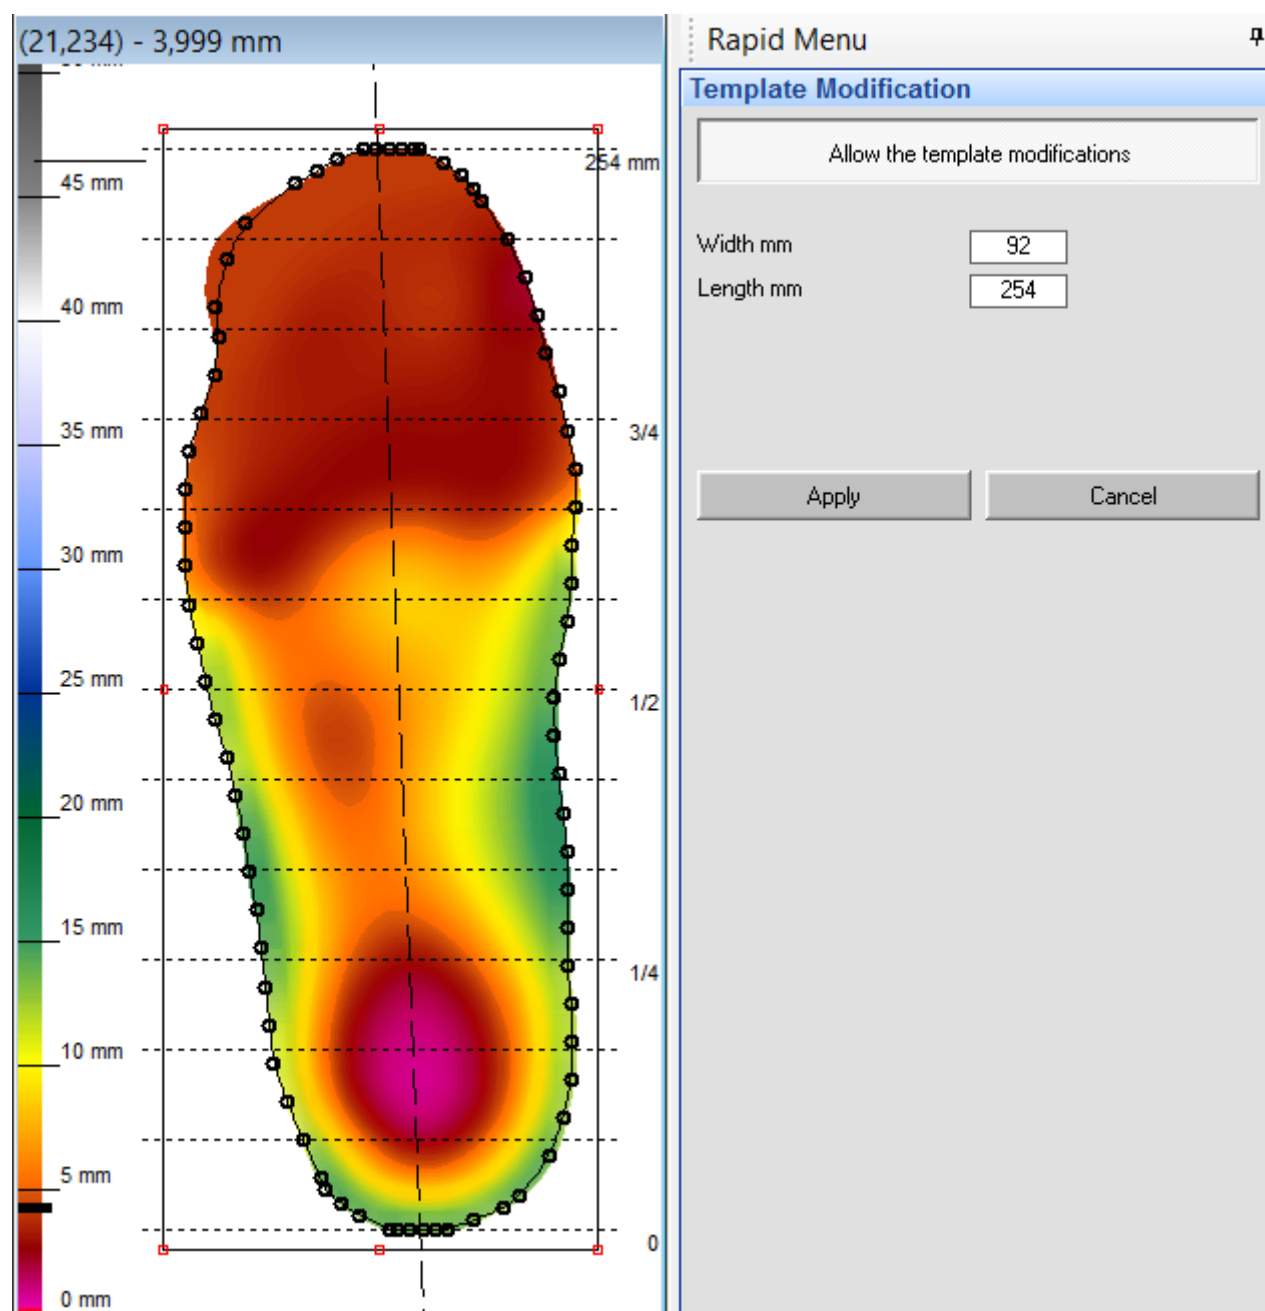 (21,234) - 3,999 mm
254 mm
45 mm
40 mm
35 mm
3/4
30 mm
25 mm
1/2
20 mm
15 mm
1/4
10 mm
5 mm
0
0 mm
Rapid Menu
Template Modification
Allow the template modifications
Width mm 92
Length mm 254
Apply Cancel